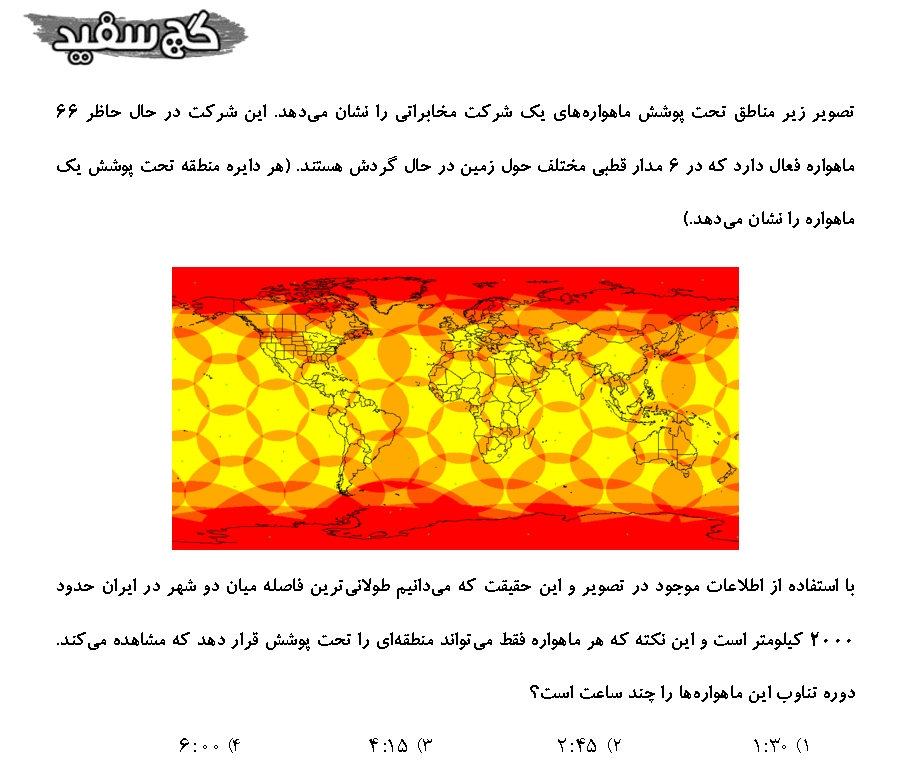 گچ سفید
تصویر زیر مناطق تحت پوشش ماهواره‌های یک شرکت مخابراتی را نشان می‌دهد. این شرکت در حال حاظر ۶۶
ماهواره فعال دارد که در ۶ مدار قطبی مختلف حول زمین در حال گردش هستند. (هر دایره منطقه تحت پوشش یک
ماهواره را نشان می‌دهد.)
با استفاده از اطلاعات موجود در تصویر و این حقیقت که می‌دانیم طولانی‌ترین فاصله میان دو شهر در ایران حدود
۲۰۰۰ کیلومتر است و این نکته که هر ماهواره فقط می‌تواند منطقه‌ای را تحت پوشش قرار دهد که مشاهده می‌کند.
دوره تناوب این ماهواره‌ها را چند ساعت است؟
۱) ۱:۳۰ ۲) ۲:۴۵ ۳) ۴:۱۵ ۴) ۶:۰۰